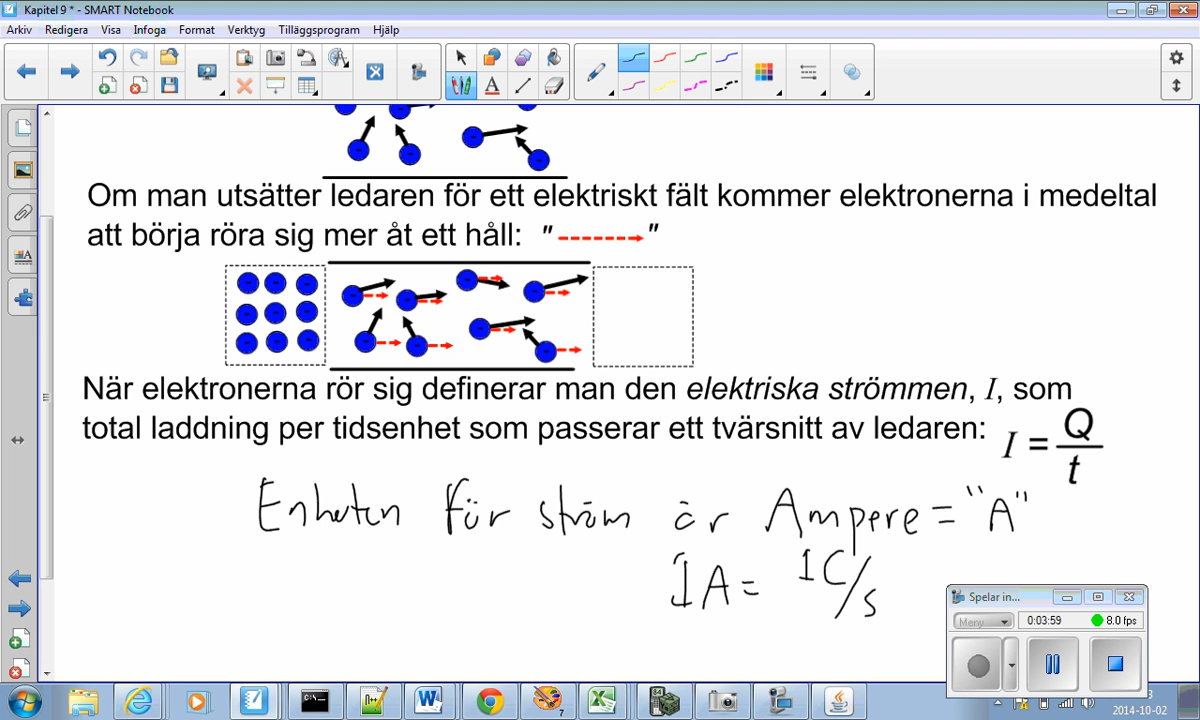 Kapitel 9 * - SMART Notebook
Arkiv Redigera Visa Infoga Format Verktyg Tilläggsprogram Hjälp
Om man utsätter ledaren för ett elektriskt fält kommer elektronerna i medeltal
att börja röra sig mer åt ett håll: " "
När elektronerna rör sig definerar man den elektriska strömmen, I, som
total laddning per tidsenhet som passerar ett tvärsnitt av ledaren: I = Q/t
Enheten för ström är Ampere = "A"
1 A = 1 C/s
Spelar in...
Meny 0:03:59 8.0 fps
2014-10-02